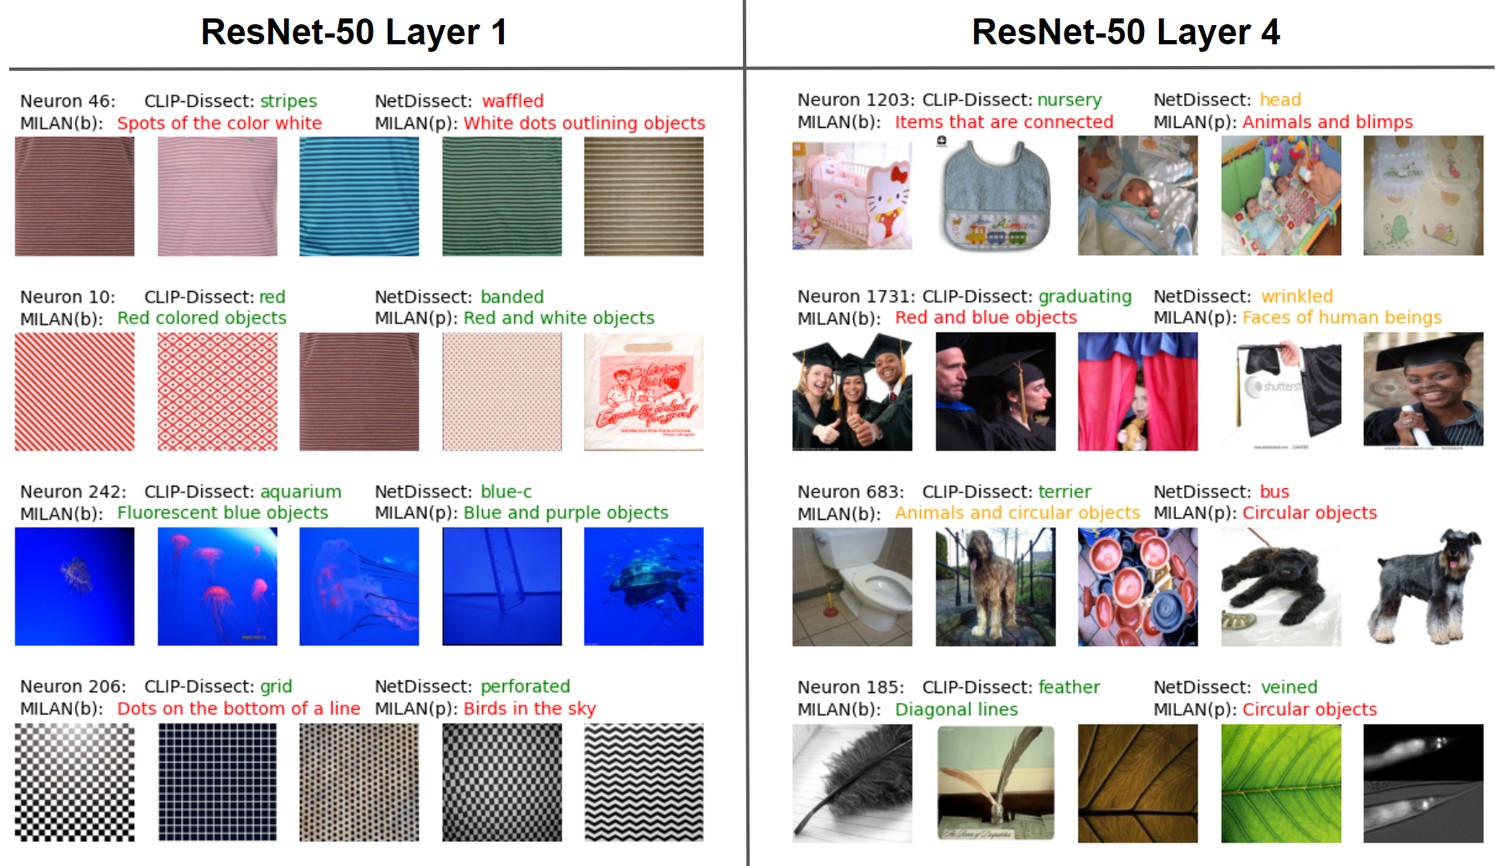 ResNet-50 Layer 1
Neuron 46: CLIP-Dissect: stripes NetDissect: waffled
MILAN(b): Spots of the color white MILAN(p): White dots outlining objects
Neuron 10: CLIP-Dissect: red NetDissect: banded
MILAN(b): Red colored objects MILAN(p): Red and white objects
Neuron 242: CLIP-Dissect: aquarium NetDissect: blue-c
MILAN(b): Fluorescent blue objects MILAN(p): Blue and purple objects
Neuron 206: CLIP-Dissect: grid NetDissect: perforated
MILAN(b): Dots on the bottom of a line MILAN(p): Birds in the sky
ResNet-50 Layer 4
Neuron 1203: CLIP-Dissect: nursery NetDissect: head
MILAN(b): Items that are connected MILAN(p): Animals and blimps
Neuron 1731: CLIP-Dissect: graduating NetDissect: wrinkled
MILAN(b): Red and blue objects MILAN(p): Faces of human beings
shutterst
Neuron 683: CLIP-Dissect: terrier NetDissect: bus
MILAN(b): Animals and circular objects MILAN(p): Circular objects
Neuron 185: CLIP-Dissect: feather NetDissect: veined
MILAN(b): Diagonal lines MILAN(p): Circular objects